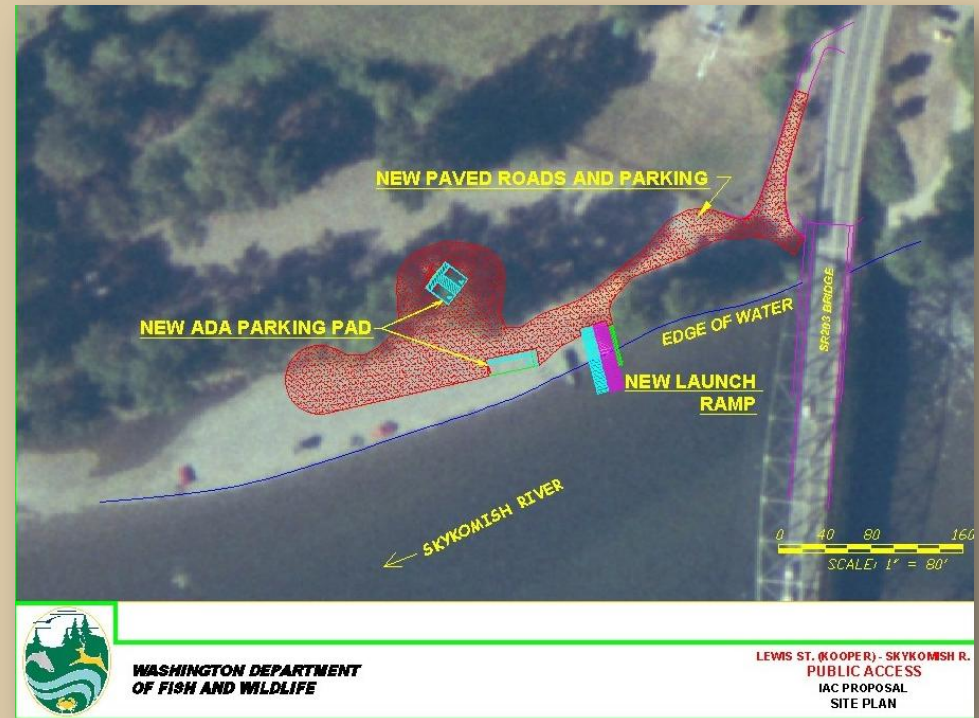 NEW PAVED ROADS AND PARKING
NEW ADA PARKING PAD
EDGE OF WATER
SR203 BRIDGE
NEW LAUNCH
RAMP
SKYKOMISH RIVER
0 40 80 160
SCALE: 1" = 80'
WASHINGTON DEPARTMENT
OF FISH AND WILDLIFE
LEWIS ST. (KOOPER) - SKYKOMISH R.
PUBLIC ACCESS
IAC PROPOSAL
SITE PLAN